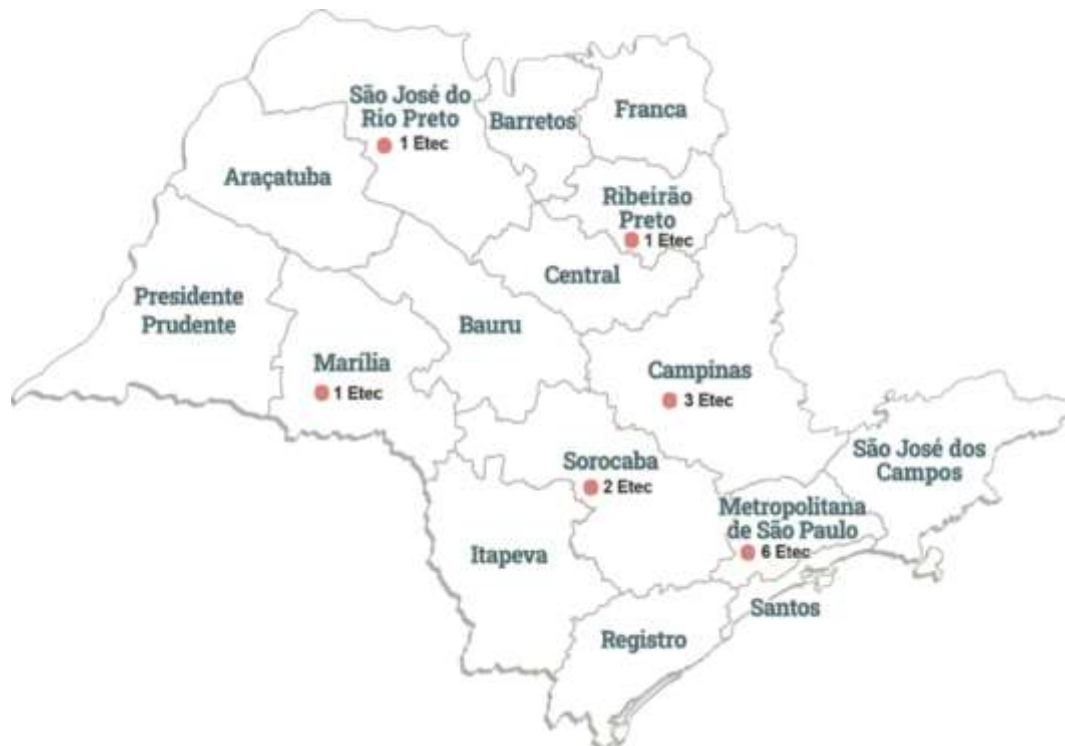 São José do
Rio Preto
1 Etec
Barretos
Franca
Araçatuba
Ribeirão
Preto
1 Etec
Central
Presidente
Prudente
Bauru
Marília
1 Etec
Campinas
3 Etec
São José dos
Campos
Sorocaba
2 Etec
Metropolitana
de São Paulo
6 Etec
Itapeva
Santos
Registro